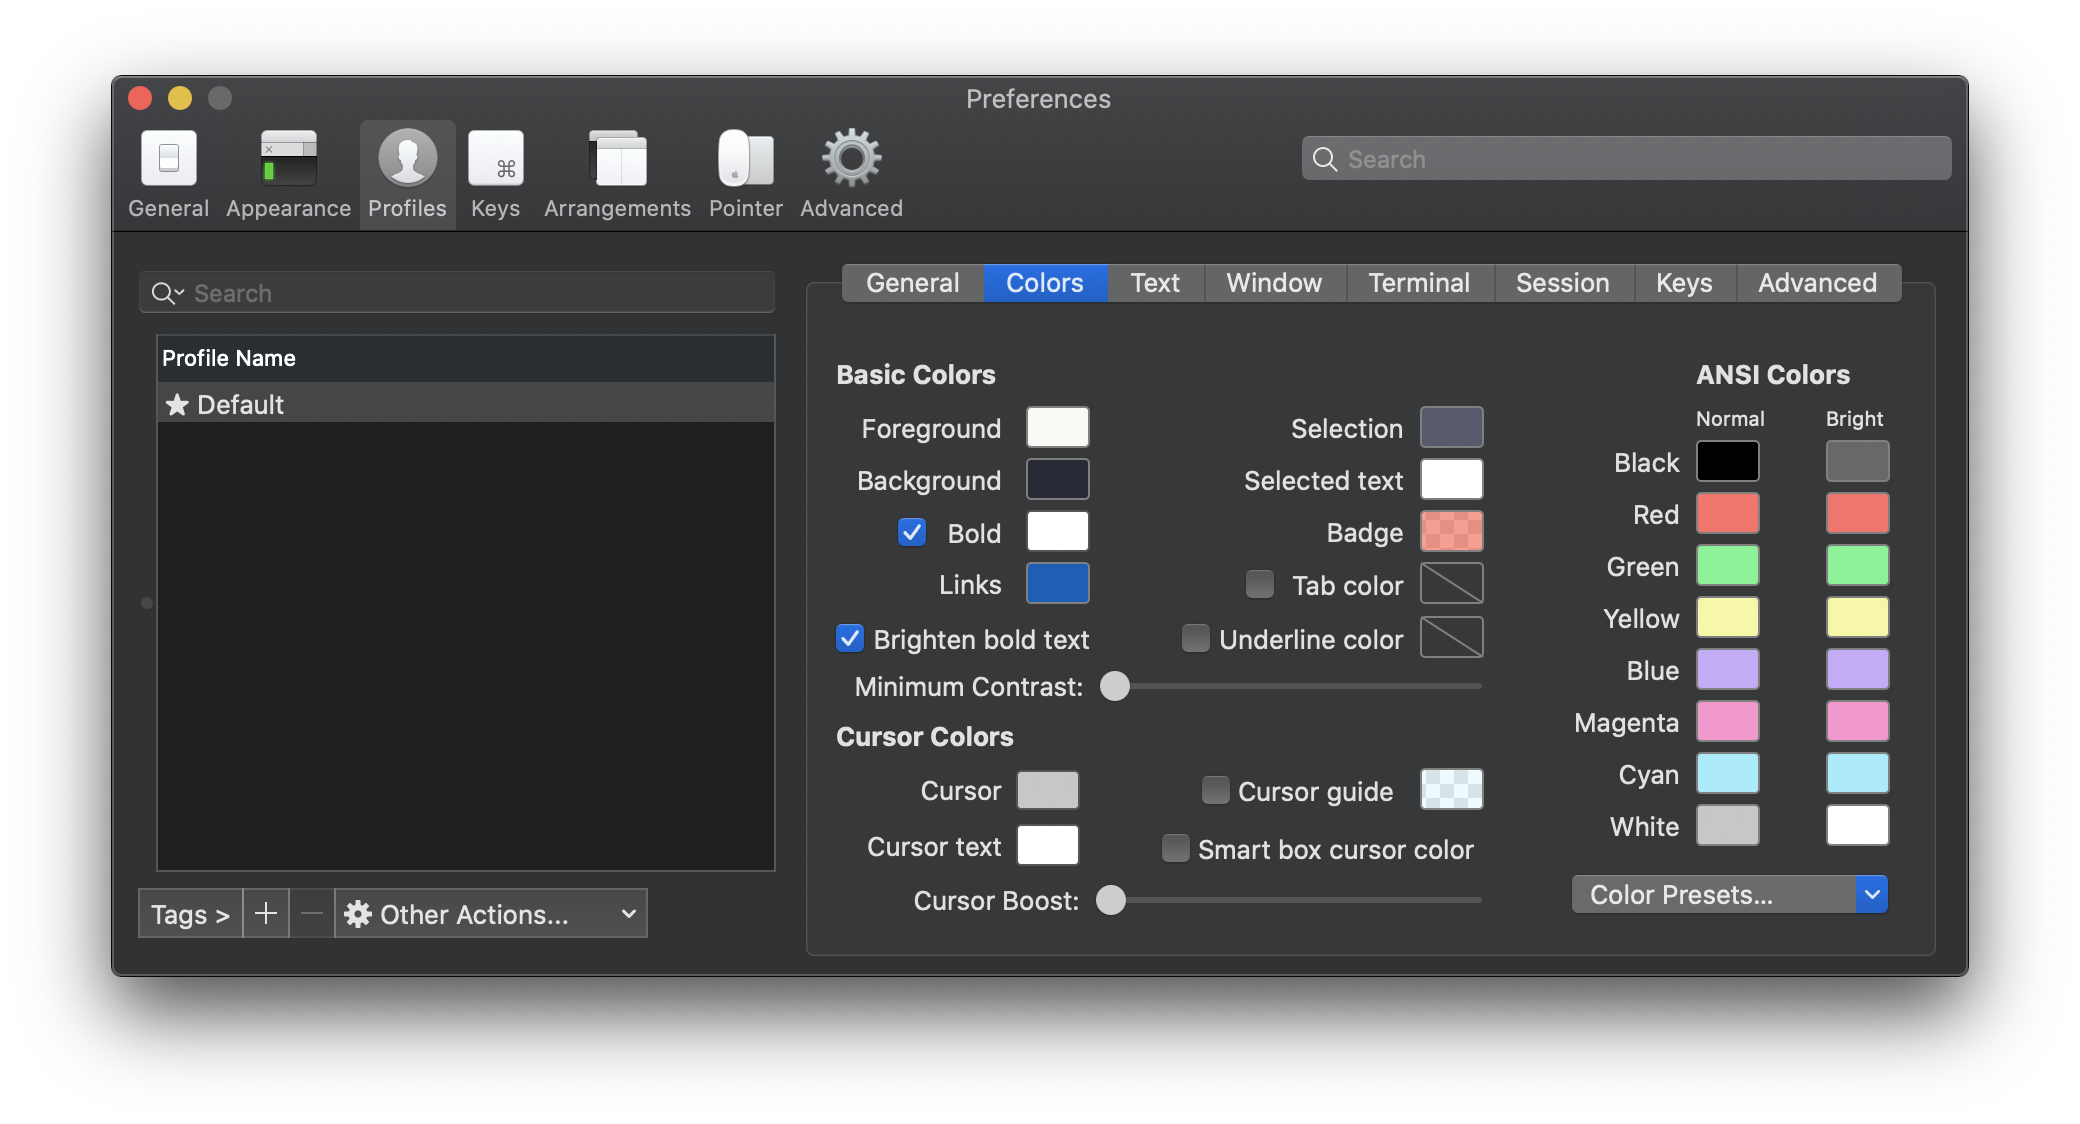 Preferences
General Appearance Profiles Keys Arrangements Pointer Advanced
Search
Search
Profile Name
Default
Tags >
Other Actions...
General Colors Text Window Terminal Session Keys Advanced
Basic Colors
Foreground
Background
Bold
Links
Brighten bold text
Selection
Selected text
Badge
Tab color
Underline color
Minimum Contrast:
Cursor Colors
Cursor
Cursor text
Cursor guide
Smart box cursor color
Cursor Boost:
ANSI Colors
Normal Bright
Black
Red
Green
Yellow
Blue
Magenta
Cyan
White
Color Presets...